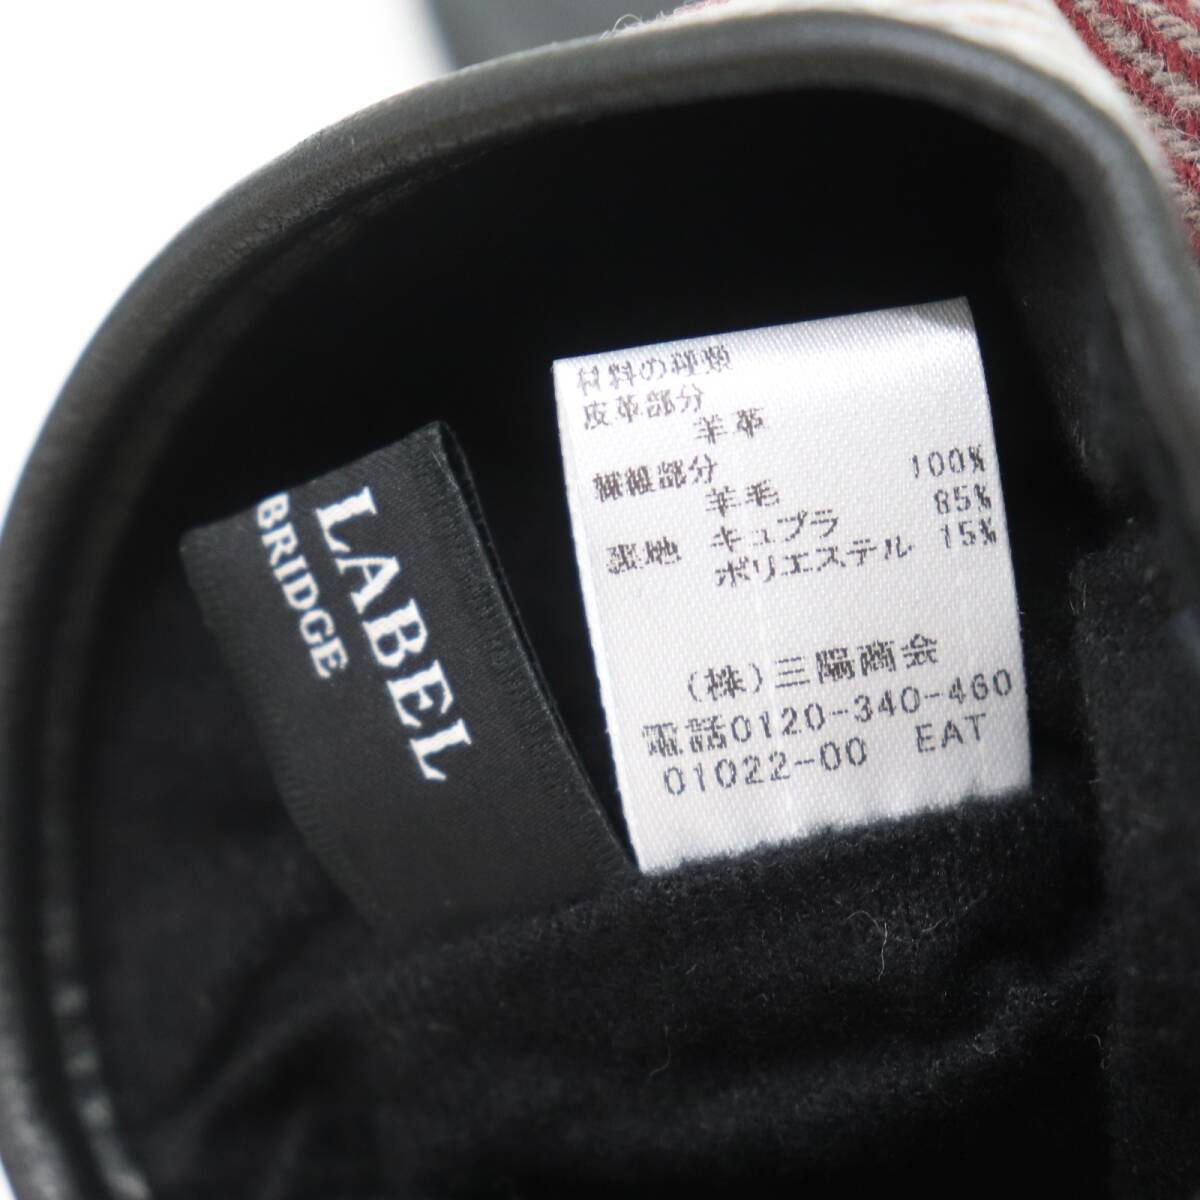 LABEL
BRIDGE
材料の種類
皮革部分
羊革
繊維部分
羊毛 100%
裏地 キュプラ 85%
ポリエステル 15%
(株)三陽商会
電話0120-340-460
01022-00 EAT